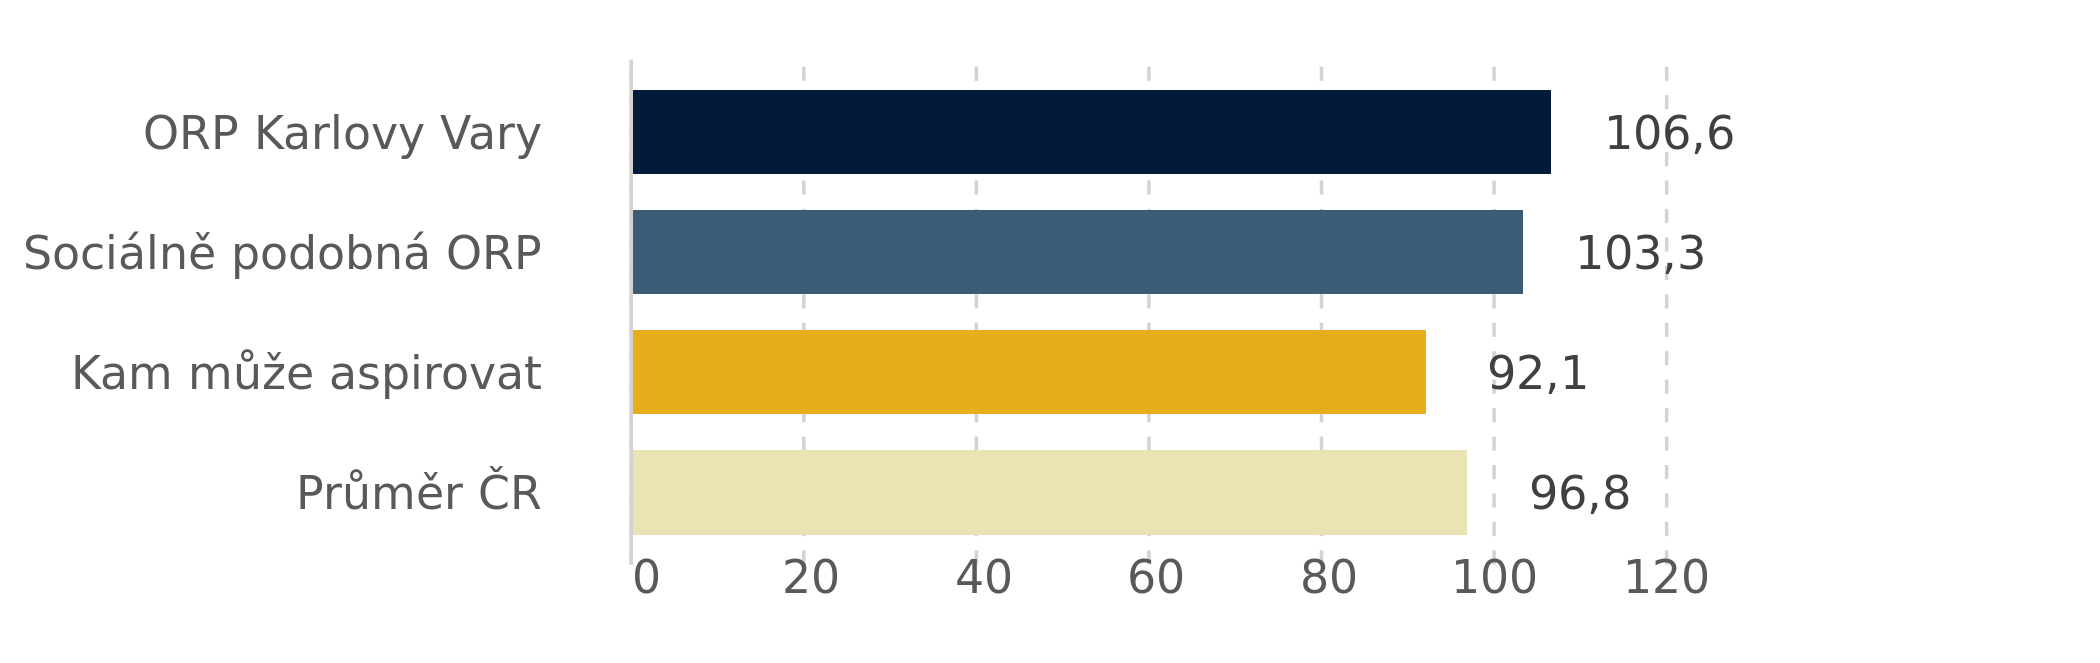 ORP Karlovy Vary 106,6
Sociálně podobná ORP 103,3
Kam může aspirovat 92,1
Průměr ČR 96,8
0 20 40 60 80 100 120